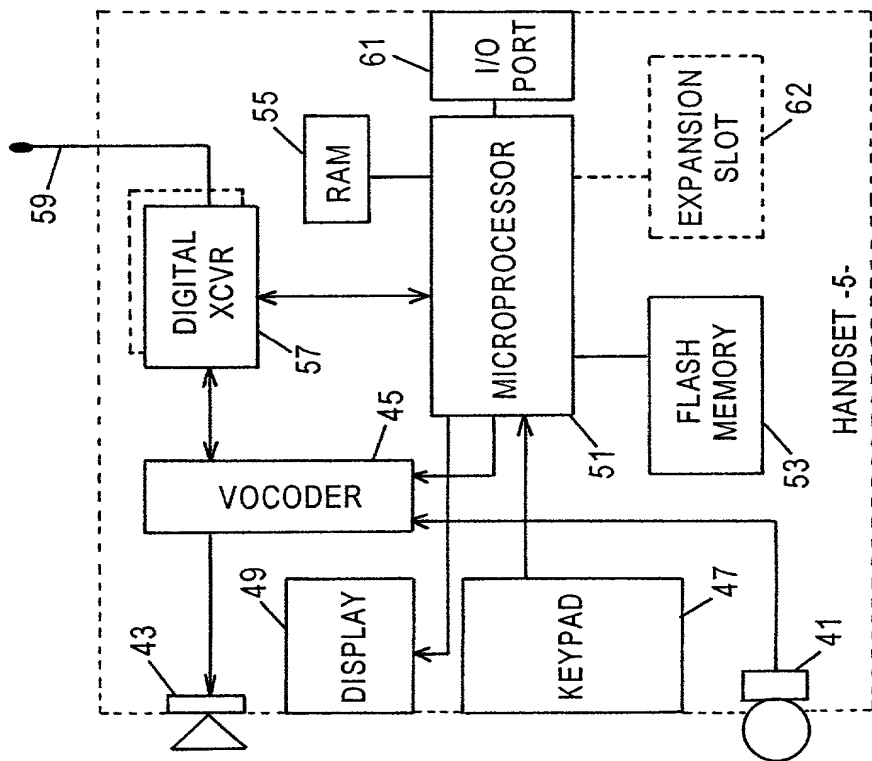 59
DIGITAL
XCVR
57
55
RAM
61
I/O
PORT
45
VOCODER
MICROPROCESSOR
51
EXPANSION
SLOT
62
43
49
DISPLAY
KEYPAD
47
FLASH
MEMORY
53
41
HANDSET -5-